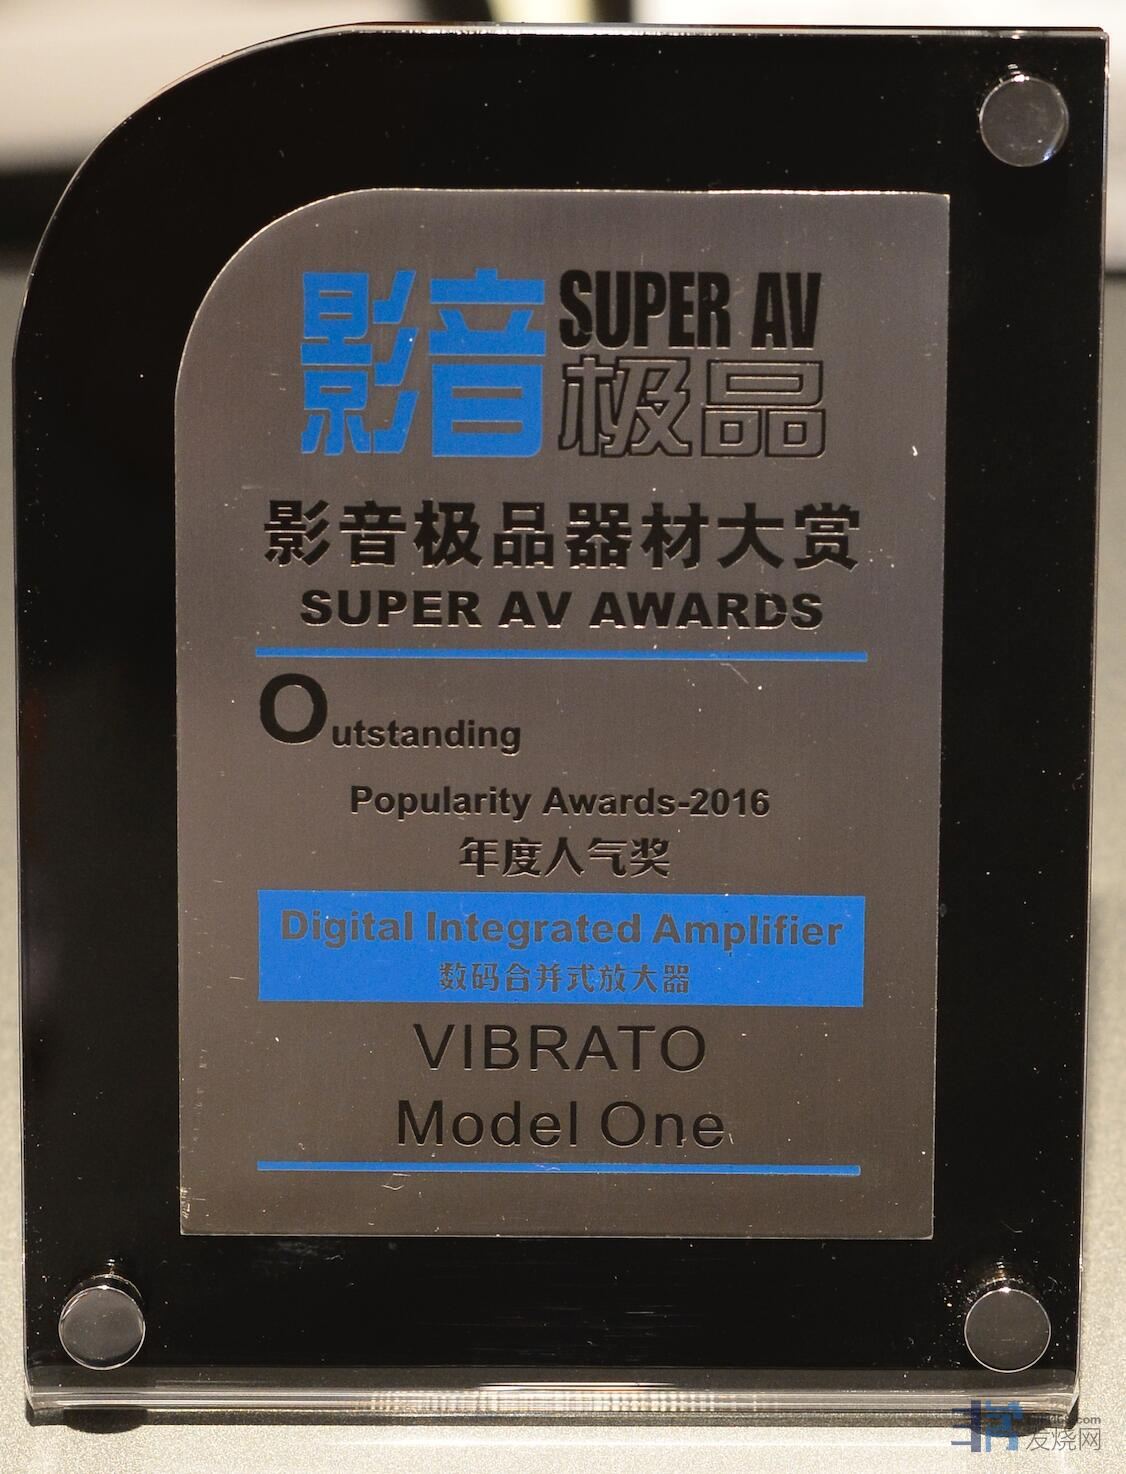 影音 SUPER AV
极品
影音极品器材大赏
SUPER AV AWARDS
Outstanding
Popularity Awards-2016
年度人气奖
Digital Integrated Amplifier
数码合并式放大器
VIBRATO
Model One
发烧网